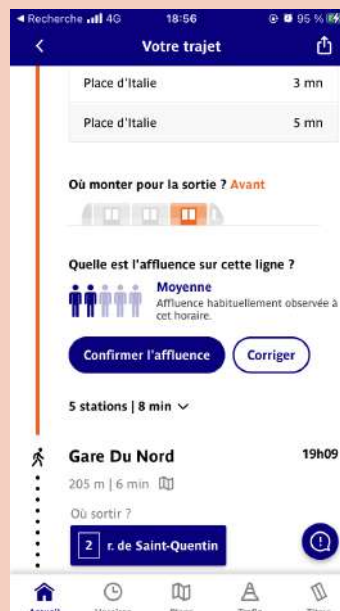 Recherche 4G 18:56 95 %
Votre trajet
Place d'Italie 3 mn
Place d'Italie 5 mn
Où monter pour la sortie ? Avant
Quelle est l'affluence sur cette ligne ?
Moyenne
Affluence habituellement observée à
cet horaire.
Confirmer l'affluence Corriger
5 stations | 8 min
Gare Du Nord 19h09
205 m | 6 min
Où sortir ?
2 r. de Saint-Quentin